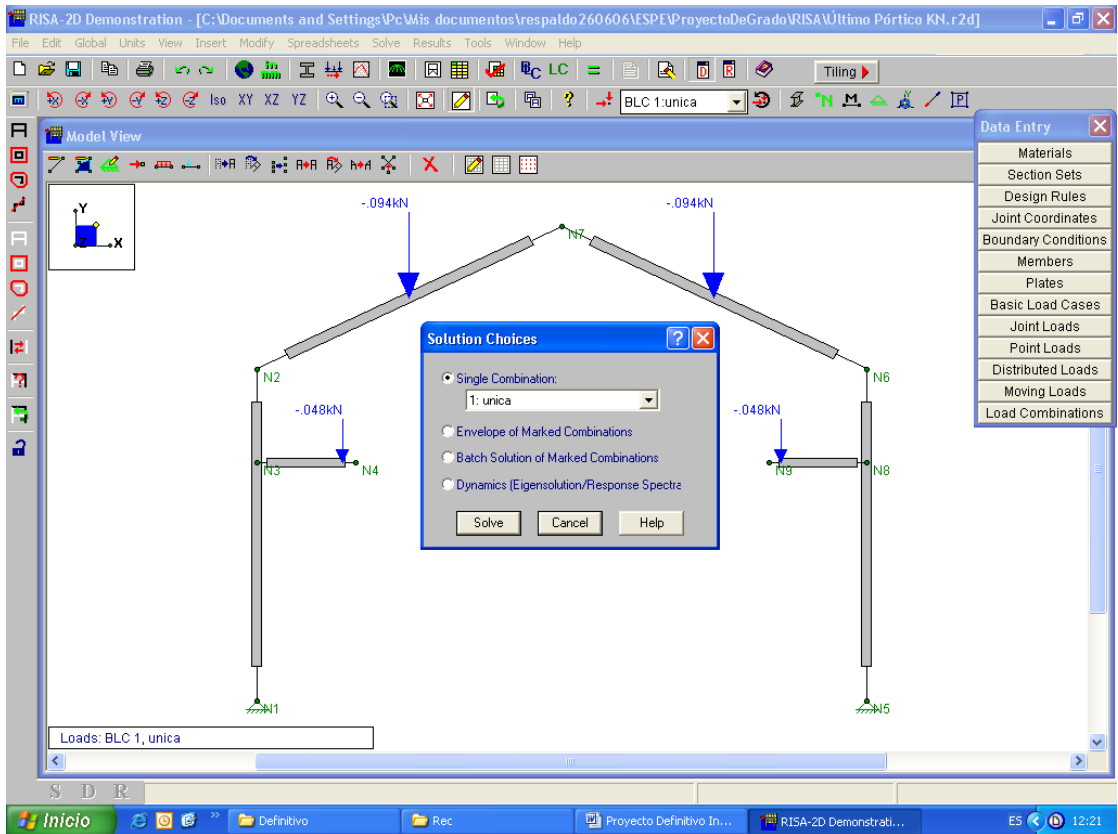 RISA-2D Demonstration - [C:\Documents and Settings\Pc\Mis documentos\respaldo260606\ESPE\ProyectoDeGrado\RISA\Último Pórtico KN.r2d]
File Edit Global Units View Insert Modify Spreadsheets Solve Results Tools Window Help
LC Tiling
Iso XY XZ YZ BLC 1:unica
Model View
Data Entry
Materials
Section Sets
Design Rules
Joint Coordinates
Boundary Conditions
Members
Plates
Basic Load Cases
Joint Loads
Point Loads
Distributed Loads
Moving Loads
Load Combinations
Y
Z X
-.094kN -.094kN
N7
N2 N6
-.048kN -.048kN
N3 N4 N9 N8
N1 N5
Solution Choices
Single Combination:
1: unica
Envelope of Marked Combinations
Batch Solution of Marked Combinations
Dynamics (Eigensolution/Response Spectra
Solve Cancel Help
Loads: BLC 1, unica
S D R
Inicio Definitivo Rec Proyecto Definitivo In... RISA-2D Demonstrati... ES 12:21